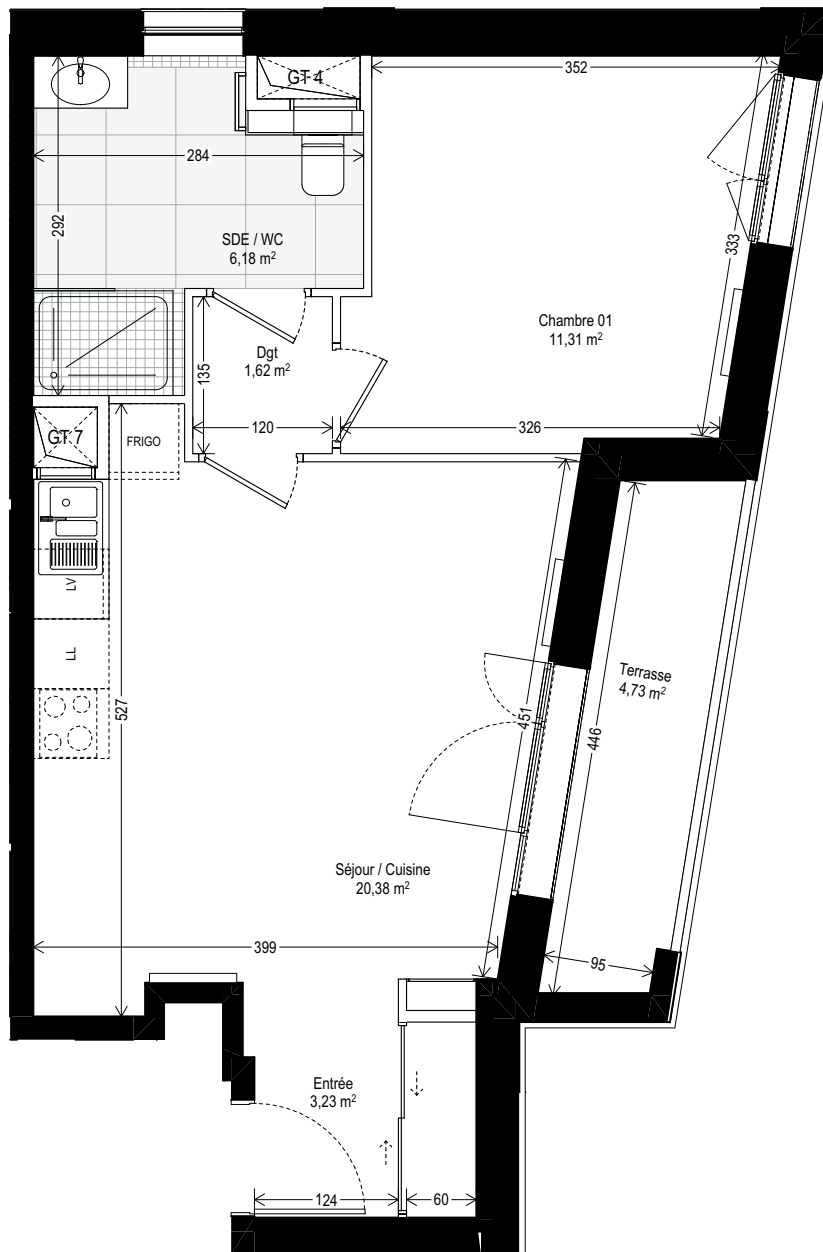 GT 4
352
284
292
SDE / WC
6,18 m²
333
Chambre 01
11,31 m²
Dgt
1,62 m²
135
120
326
GT 7
FRIGO
LV
LL
527
Terrasse
4,73 m²
451
446
Séjour / Cuisine
20,38 m²
399
95
Entrée
3,23 m²
124
60